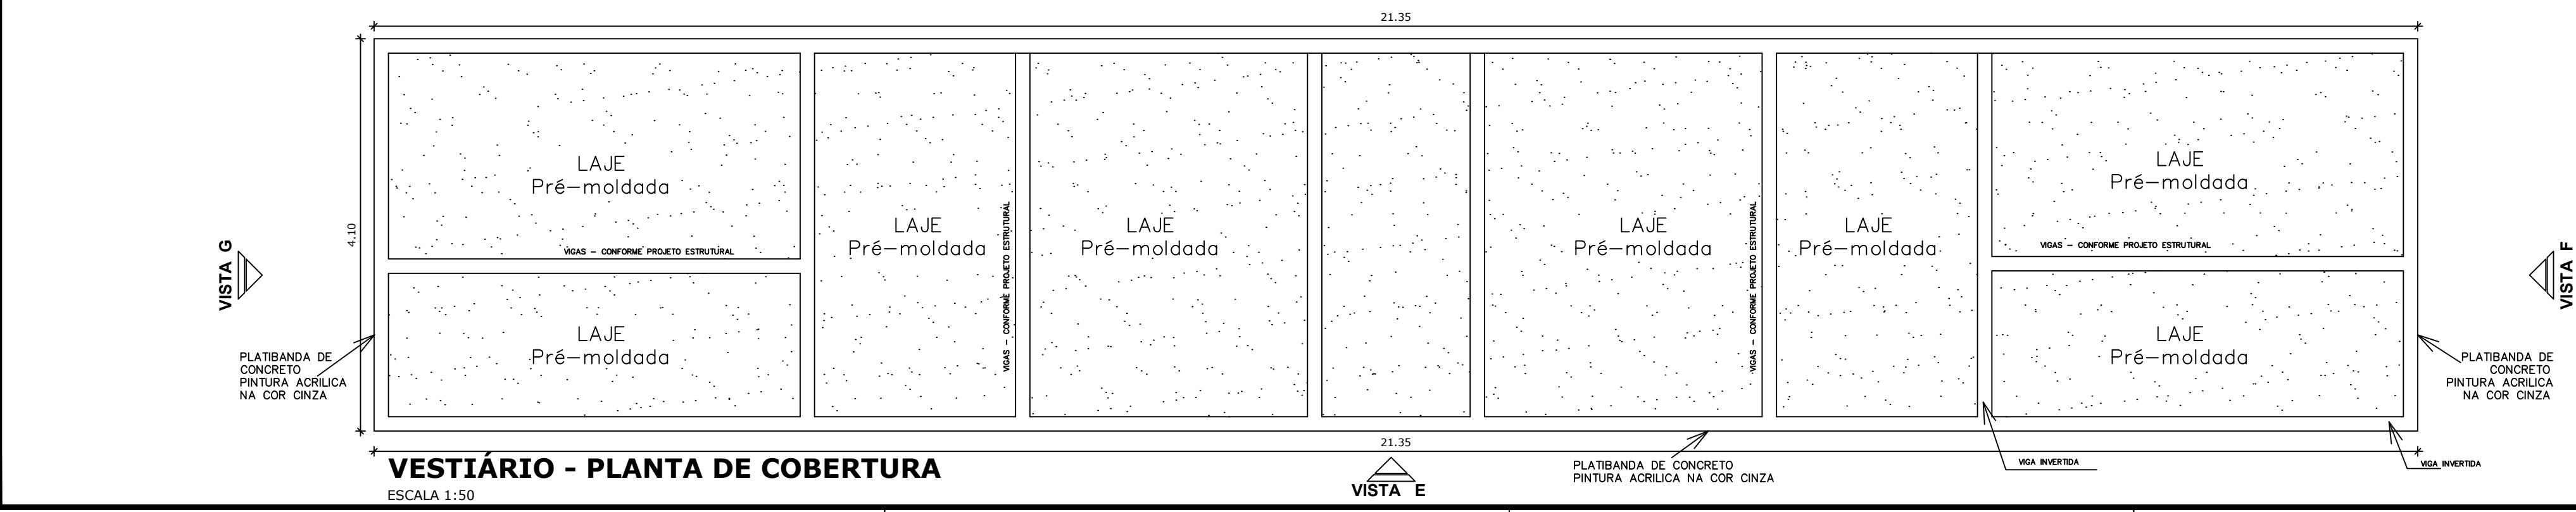 21.35
4.10
VISTA G
LAJE
Pré-moldada
VIGAS - CONFORME PROJETO ESTRUTURAL
LAJE
Pré-moldada
LAJE
Pré-moldada
VIGAS - CONFORME PROJETO ESTRUTURAL
LAJE
Pré-moldada
LAJE
Pré-moldada
VIGAS - CONFORME PROJETO ESTRUTURAL
LAJE
Pré-moldada
LAJE
Pré-moldada
VIGAS - CONFORME PROJETO ESTRUTURAL
LAJE
Pré-moldada
VISTA F
PLATIBANDA DE
CONCRETO
PINTURA ACRILICA
NA COR CINZA
PLATIBANDA DE
CONCRETO
PINTURA ACRILICA
NA COR CINZA
21.35
VESTIÁRIO - PLANTA DE COBERTURA
ESCALA 1:50
VISTA E
PLATIBANDA DE CONCRETO
PINTURA ACRILICA NA COR CINZA
VIGA INVERTIDA
VIGA INVERTIDA